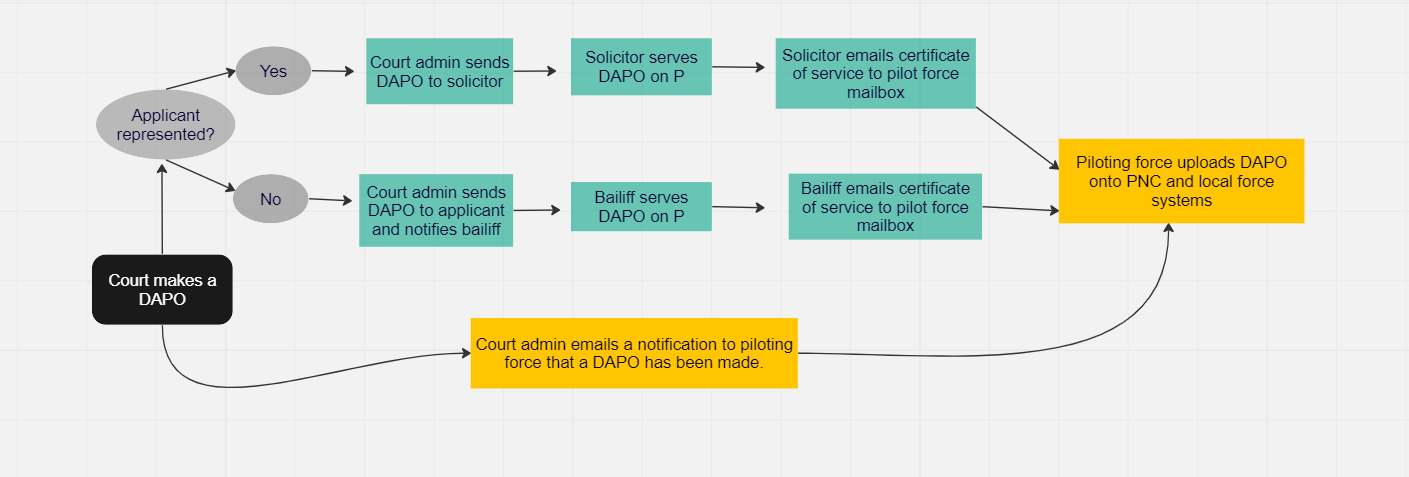 Yes
Court admin sends
DAPO to solicitor
Solicitor serves
DAPO on P
Solicitor emails certificate
of service to pilot force
mailbox
Applicant
represented?
Piloting force uploads DAPO
onto PNC and local force
systems
No
Court admin sends
DAPO to applicant
and notifies bailiff
Bailiff serves
DAPO on P
Bailiff emails certificate
of service to pilot force
mailbox
Court makes a
DAPO
Court admin emails a notification to piloting
force that a DAPO has been made.